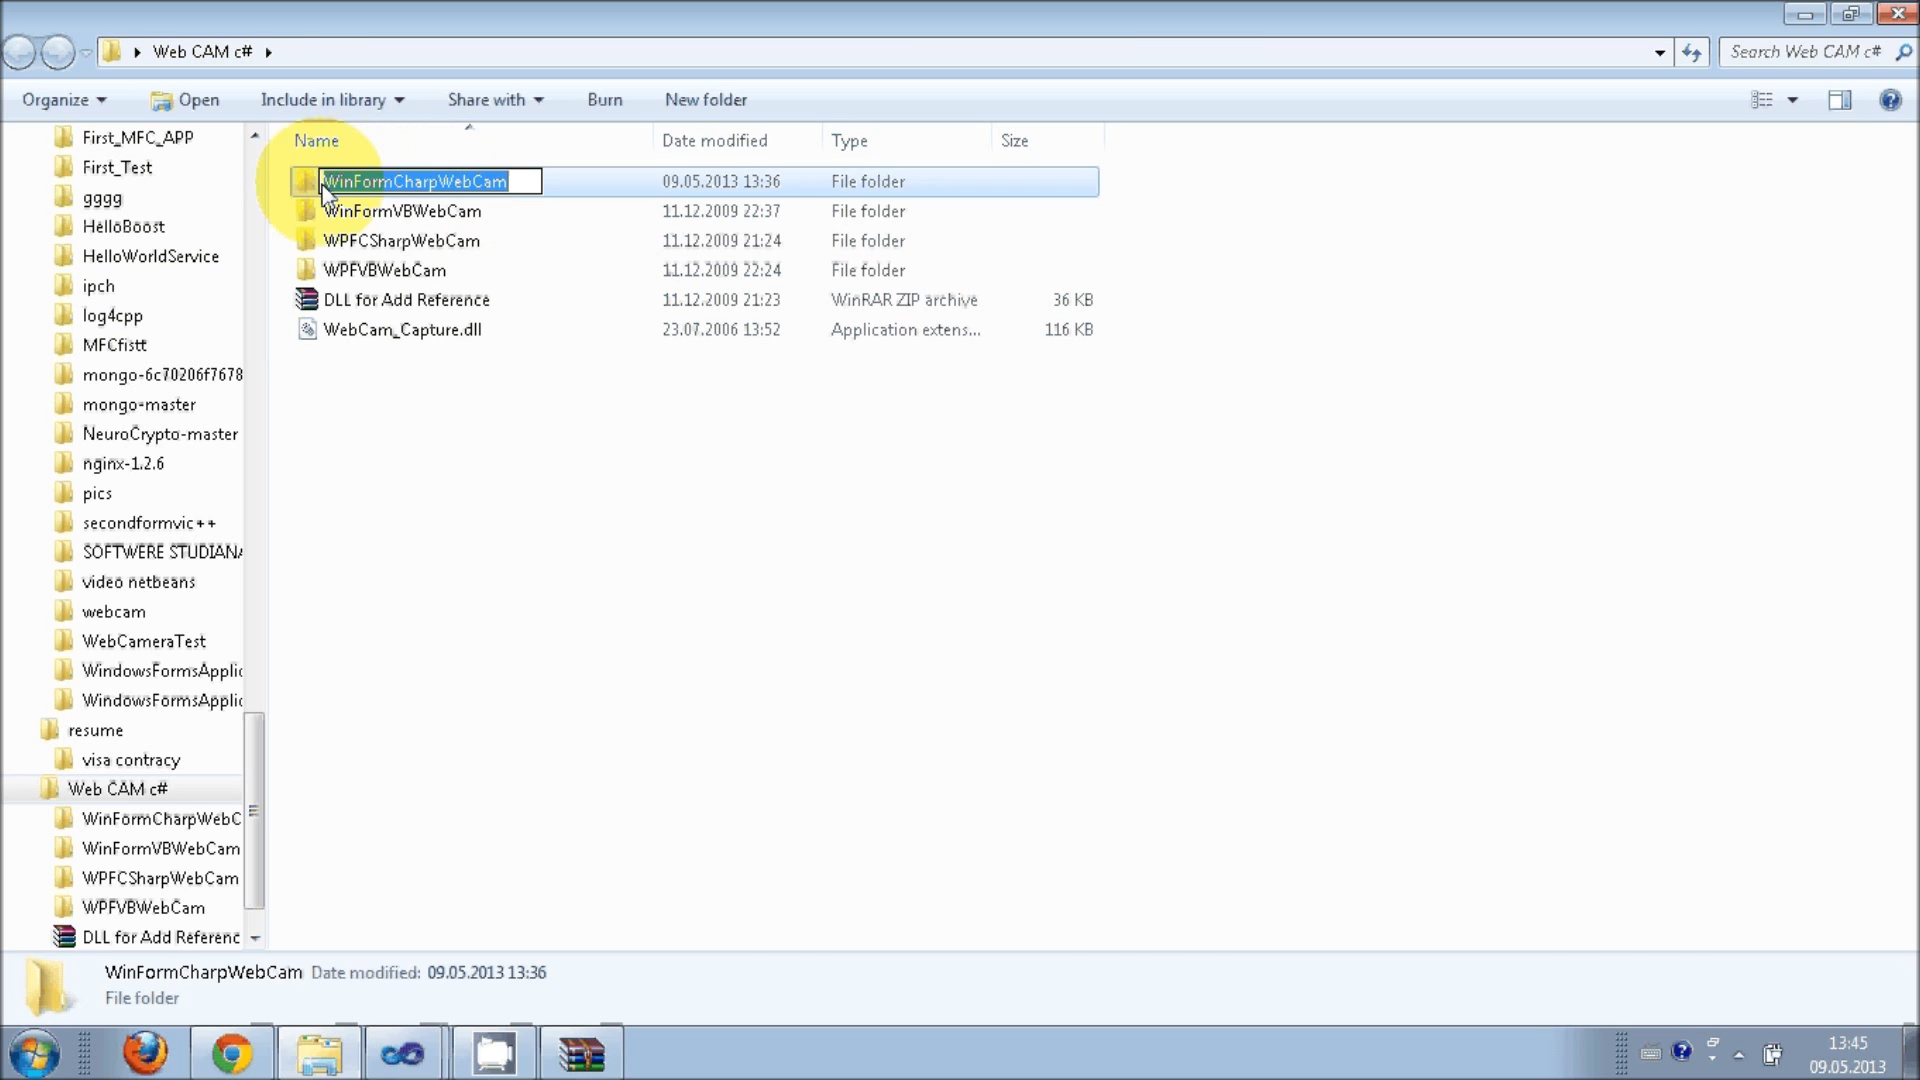 Web CAM c#
Search Web CAM c#
Organize
Open
Include in library
Share with
Burn
New folder
Name
Date modified
Type
Size
WinFormCharpWebCam 09.05.2013 13:36 File folder
WinFormVBWebCam 11.12.2009 22:37 File folder
WPFCSharpWebCam 11.12.2009 21:24 File folder
WPFVBWebCam 11.12.2009 22:24 File folder
DLL for Add Reference 11.12.2009 21:23 WinRAR ZIP archive 36 KB
WebCam_Capture.dll 23.07.2006 13:52 Application extens... 116 KB
First_MFC_APP
First_Test
gggg
HelloBoost
HelloWorldService
ipch
log4cpp
MFCfistt
mongo-6c70206f7678
mongo-master
NeuroCrypto-master
nginx-1.2.6
pics
secondformvic++
SOFTWERE STUDIANA
video netbeans
webcam
WebCameraTest
WindowsFormsApplic
WindowsFormsApplic
resume
visa contracy
Web CAM c#
WinFormCharpWebC
WinFormVBWebCam
WPFCSharpWebCam
WPFVBWebCam
DLL for Add Referenc
WinFormCharpWebCam Date modified: 09.05.2013 13:36
File folder
13:45
09.05.2013